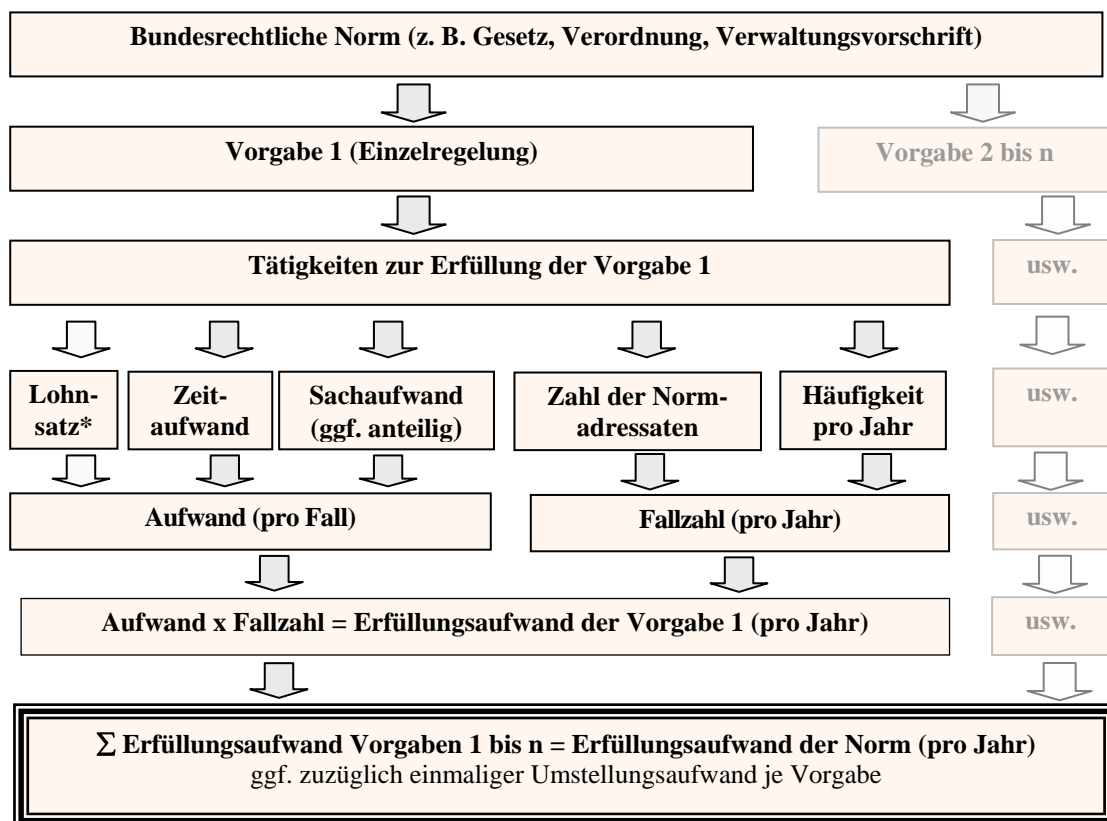 Bundesrechtliche Norm (z. B. Gesetz, Verordnung, Verwaltungsvorschrift)
Vorgabe 1 (Einzelregelung)
Vorgabe 2 bis n
Tätigkeiten zur Erfüllung der Vorgabe 1
usw.
Lohn-
satz*
Zeit-
aufwand
Sachaufwand
(ggf. anteilig)
Zahl der Norm-
adressaten
Häufigkeit
pro Jahr
usw.
Aufwand (pro Fall)
Fallzahl (pro Jahr)
usw.
Aufwand x Fallzahl = Erfüllungsaufwand der Vorgabe 1 (pro Jahr)
usw.
Σ Erfüllungsaufwand Vorgaben 1 bis n = Erfüllungsaufwand der Norm (pro Jahr)
ggf. zuzüglich einmaliger Umstellungsaufwand je Vorgabe